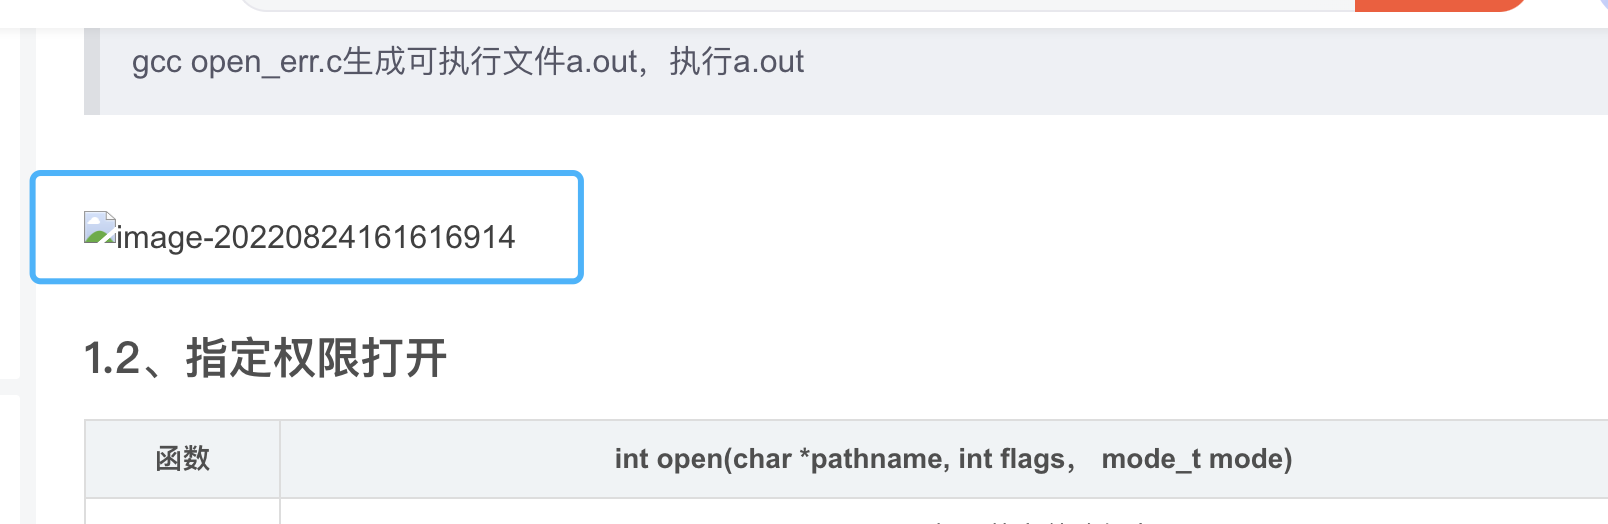 gcc open_err.c生成可执行文件a.out，执行a.out
image-20220824161616914
1.2、指定权限打开
函数
int open(char *pathname, int flags， mode_t mode)